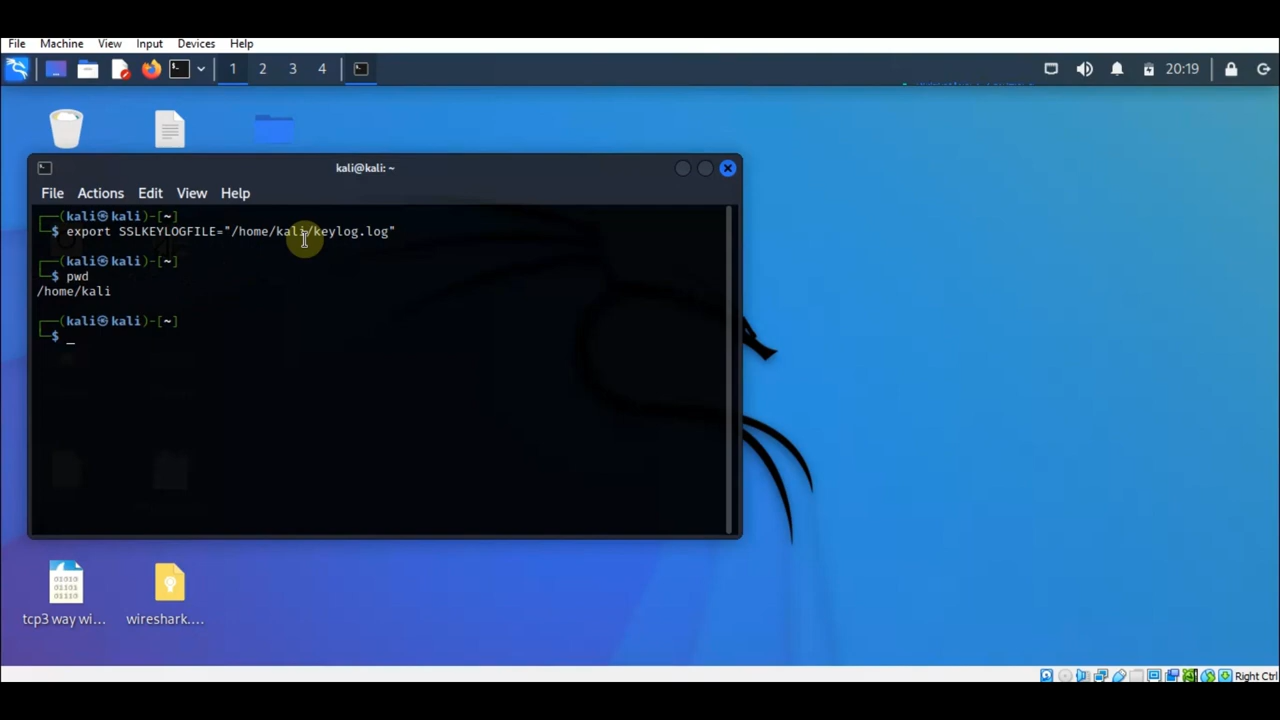 File Machine View Input Devices Help
1 2 3 4 20:19
kali@kali: ~
File Actions Edit View Help
(kali㉿kali)-[~]
$ export SSLKEYLOGFILE="/home/kali/keylog.log"
(kali㉿kali)-[~]
$ pwd
/home/kali
(kali㉿kali)-[~]
$ _
tcp3 way wi... wireshark....
Right Ctrl